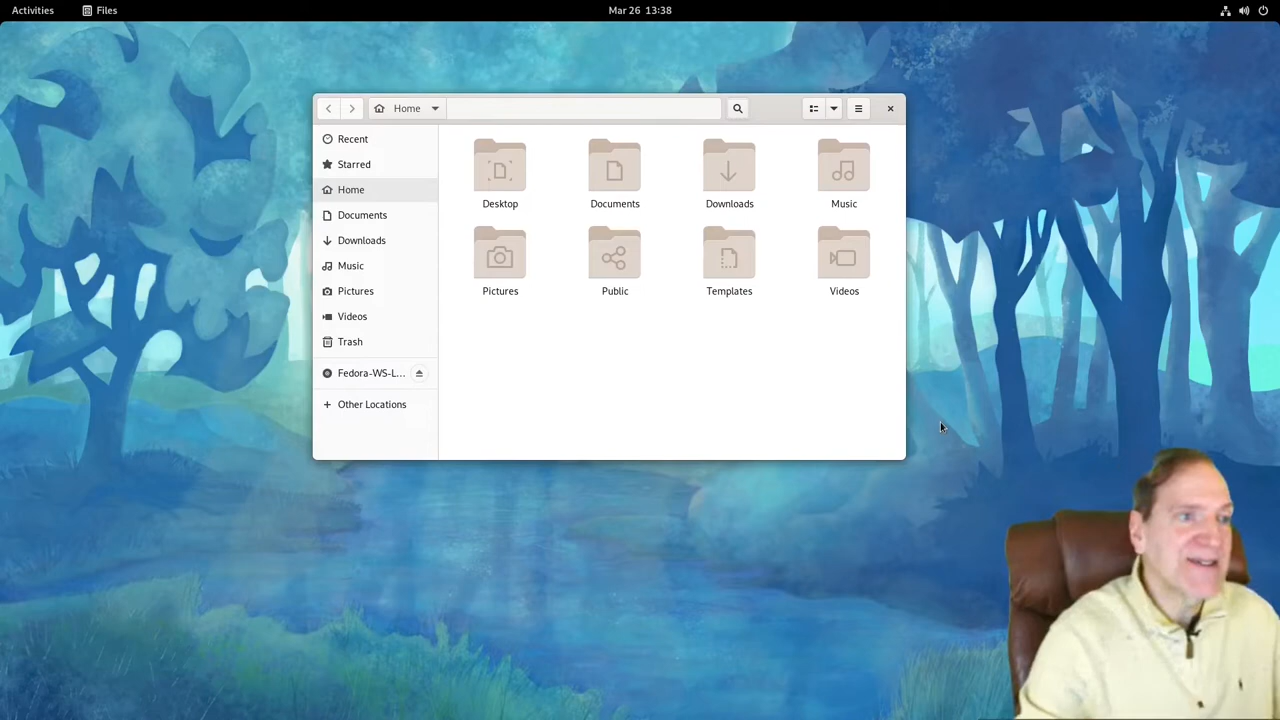 Activities
Files
Mar 26 13:38
Home
Recent
Starred
Home
Documents
Downloads
Music
Pictures
Videos
Trash
Fedora-WS-L...
Other Locations
Desktop
Documents
Downloads
Music
Pictures
Public
Templates
Videos